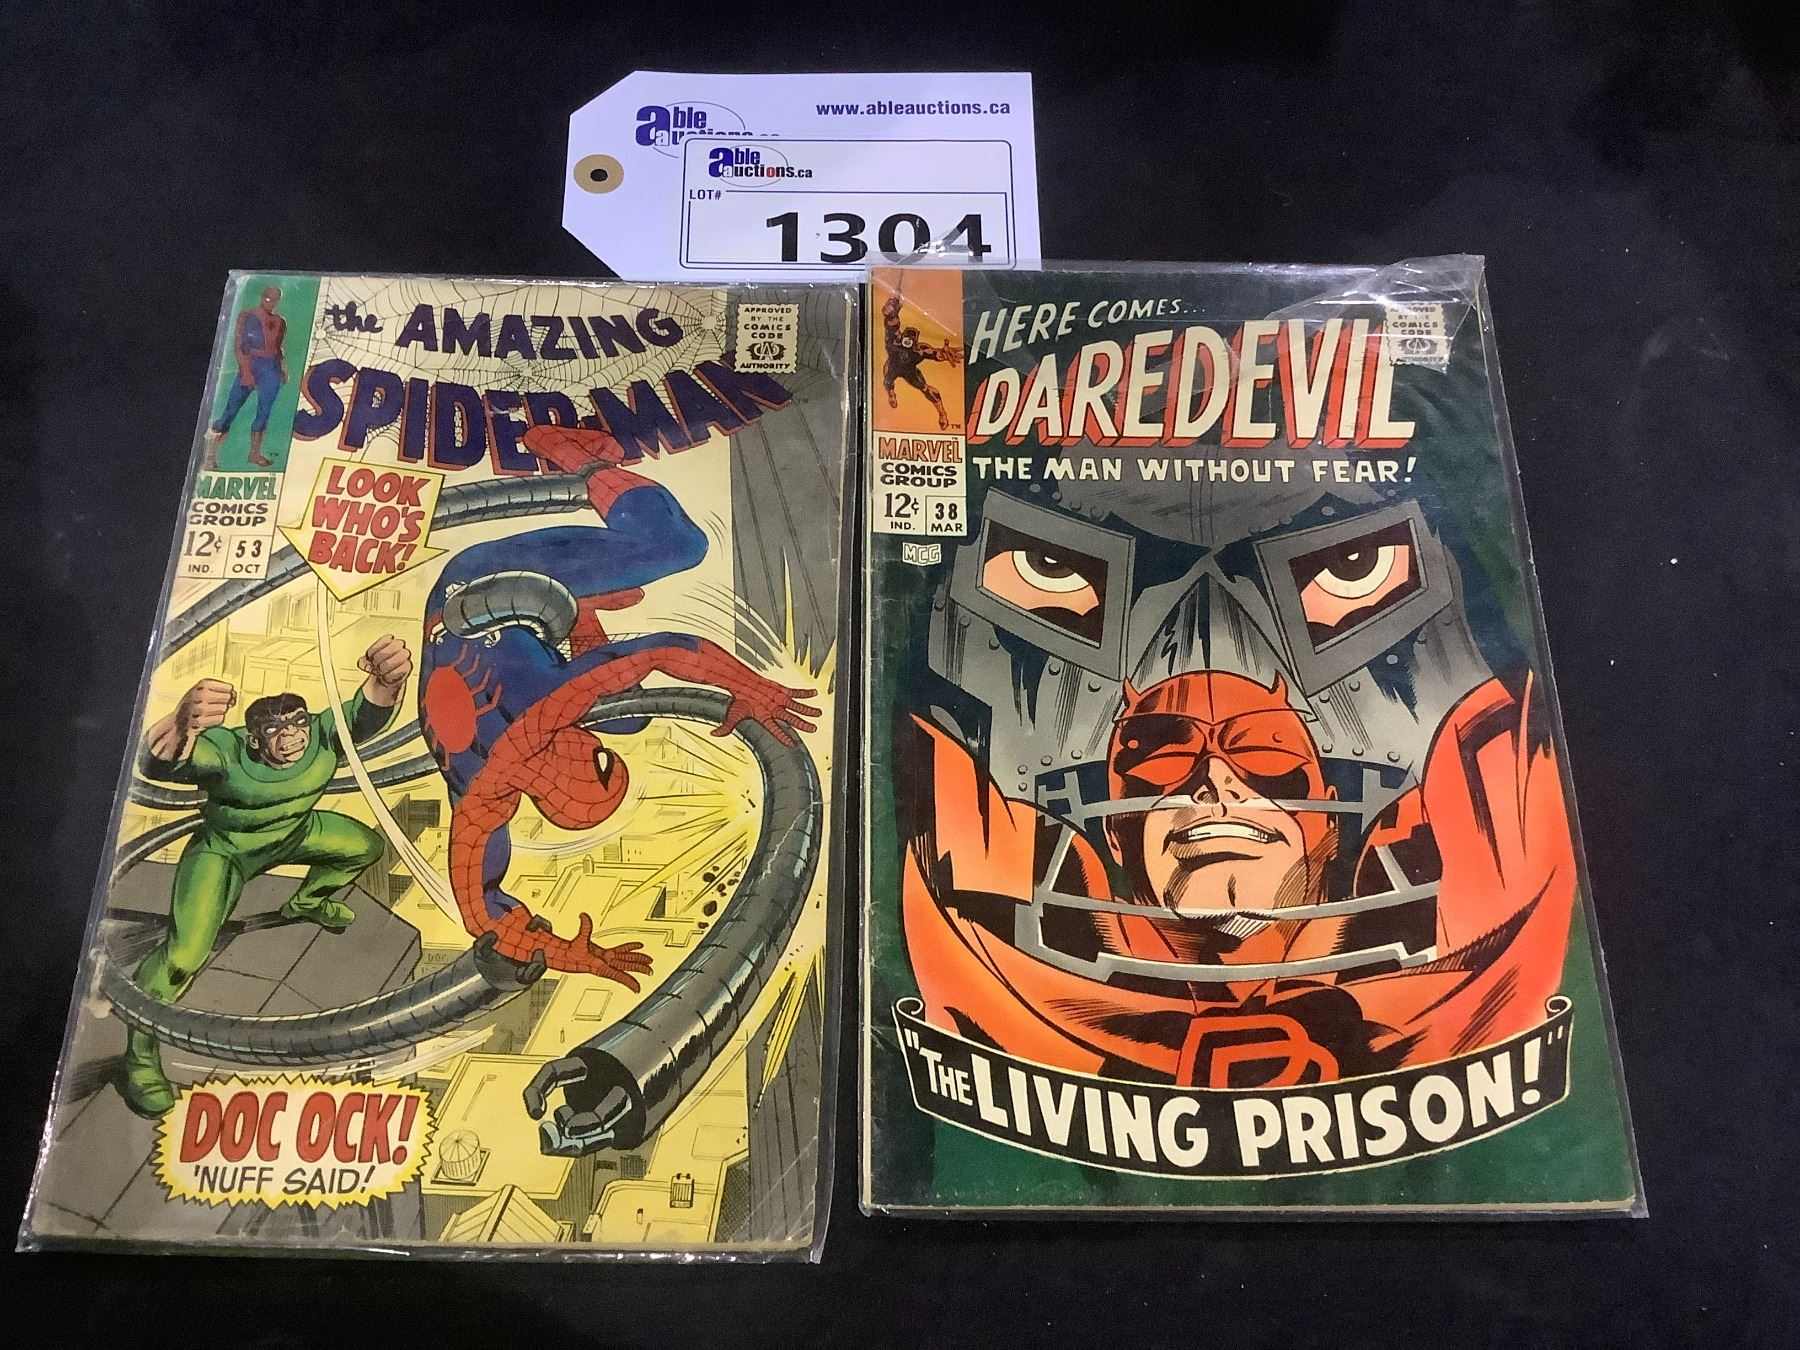 www.ableauctions.ca
able
auctions.ca
able
auctions.ca
LOT#
1304
the AMAZING
SPIDER-MAN
APPROVED
BY THE
COMICS
CODE
CA
AUTHORITY
MARVEL
COMICS
GROUP
12¢
IND.
53
OCT
LOOK
WHO'S
BACK!
DOC OCK!
'NUFF SAID!
HERE COMES...
DAREDEVIL
THE MAN WITHOUT FEAR!
APPROVED
BY THE
COMICS
CODE
CA
AUTHORITY
MARVEL
COMICS
GROUP
12¢
IND.
38
MAR
MCG
DD
"THE LIVING PRISON!"